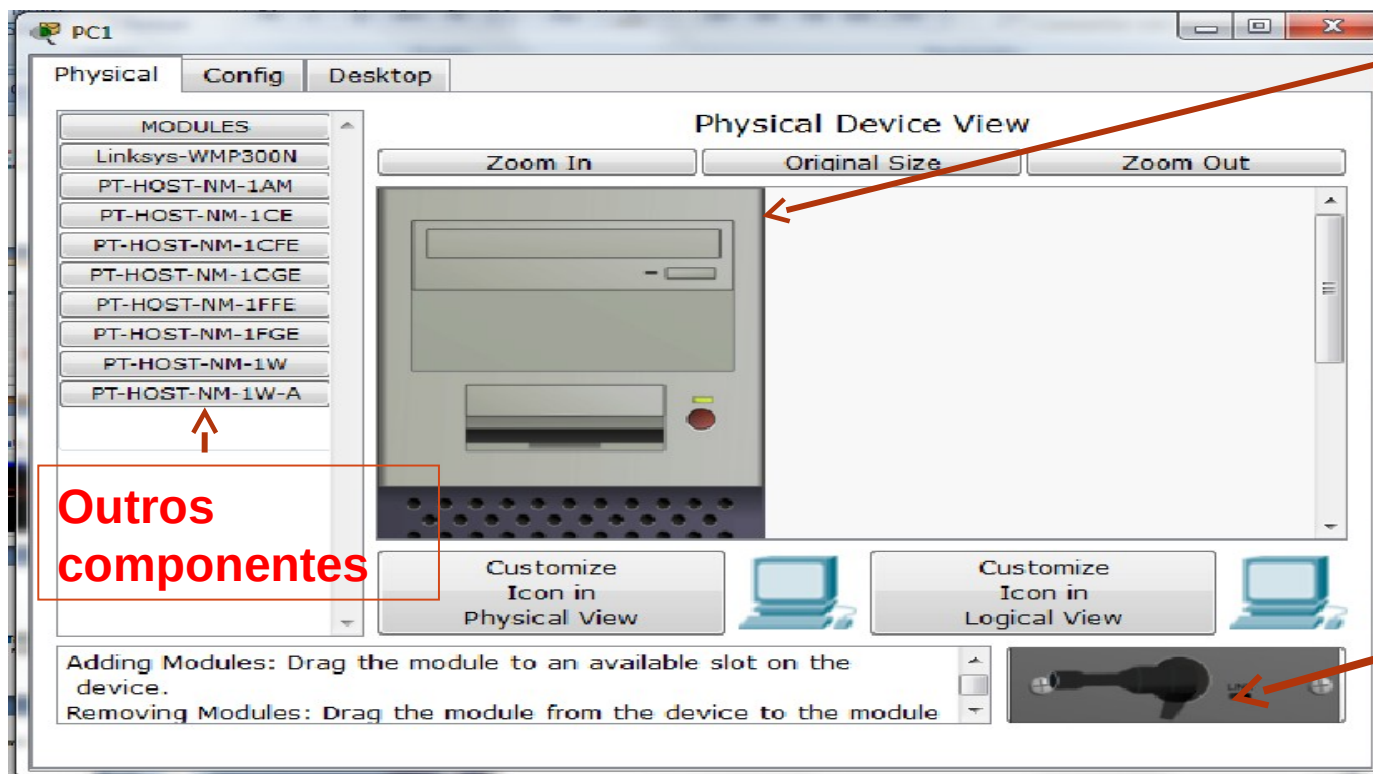 PC1
Physical Config Desktop
MODULES
Linksys-WMP300N
PT-HOST-NM-1AM
PT-HOST-NM-1CE
PT-HOST-NM-1CFE
PT-HOST-NM-1CGE
PT-HOST-NM-1FFE
PT-HOST-NM-1FGE
PT-HOST-NM-1W
PT-HOST-NM-1W-A
Outros
componentes
Physical Device View
Zoom In Original Size Zoom Out
Customize
Icon in
Physical View
Customize
Icon in
Logical View
Adding Modules: Drag the module to an available slot on the
device.
Removing Modules: Drag the module from the device to the module